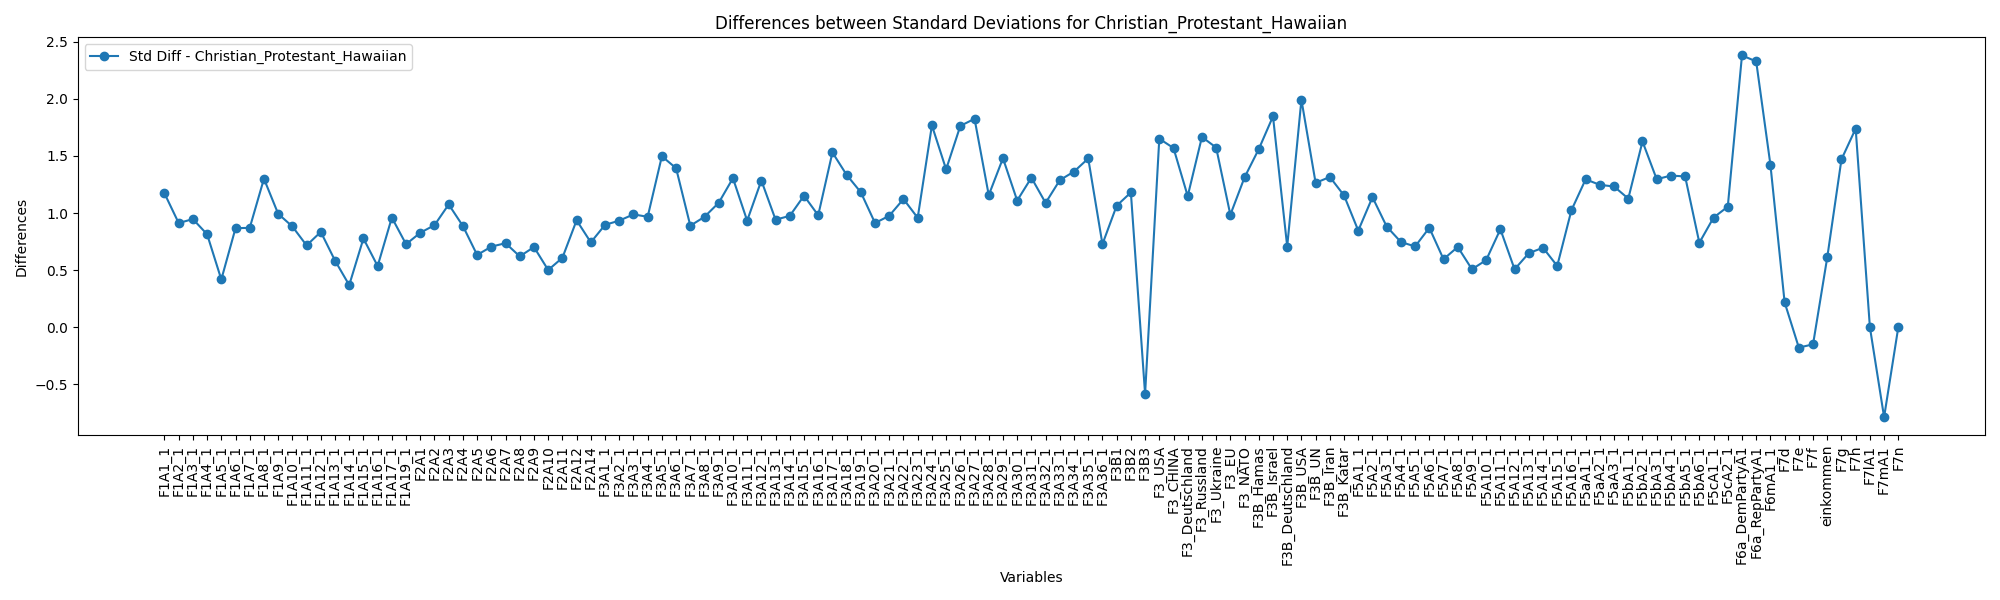 Differences between Standard Deviations for Christian_Protestant_Hawaiian
Std Diff - Christian_Protestant_Hawaiian
Differences
2.5
2.0
1.5
1.0
0.5
0.0
−0.5
F1A1_1
F1A2_1
F1A3_1
F1A4_1
F1A5_1
F1A6_1
F1A7_1
F1A8_1
F1A9_1
F1A10_1
F1A11_1
F1A12_1
F1A13_1
F1A14_1
F1A15_1
F1A16_1
F1A17_1
F1A19_1
F2A1
F2A2
F2A3
F2A4
F2A5
F2A6
F2A7
F2A8
F2A9
F2A10
F2A11
F2A12
F2A14
F3A1_1
F3A2_1
F3A3_1
F3A4_1
F3A5_1
F3A6_1
F3A7_1
F3A8_1
F3A9_1
F3A10_1
F3A11_1
F3A12_1
F3A13_1
F3A14_1
F3A15_1
F3A16_1
F3A17_1
F3A18_1
F3A19_1
F3A20_1
F3A21_1
F3A22_1
F3A23_1
F3A24_1
F3A25_1
F3A26_1
F3A27_1
F3A28_1
F3A29_1
F3A30_1
F3A31_1
F3A32_1
F3A33_1
F3A34_1
F3A35_1
F3A36_1
F3B1
F3B2
F3B3
F3_USA
F3_CHINA
F3_Deutschland
F3_Russland
F3_Ukraine
F3_EU
F3_NATO
F3B_Hamas
F3B_Israel
F3B_Deutschland
F3B_USA
F3B_UN
F3B_Iran
F3B_Katar
F5A1_1
F5A2_1
F5A3_1
F5A4_1
F5A5_1
F5A6_1
F5A7_1
F5A8_1
F5A9_1
F5A10_1
F5A11_1
F5A12_1
F5A13_1
F5A14_1
F5A15_1
F5A16_1
F5aA1_1
F5aA2_1
F5aA3_1
F5bA1_1
F5bA2_1
F5bA3_1
F5bA4_1
F5bA5_1
F5bA6_1
F5cA1_1
F5cA2_1
F6a_DemPartyA1
F6a_RepPartyA1
F6mA1_1
F7d
F7e
F7f
einkommen
F7g
F7h
F7lA1
F7mA1
F7n
Variables